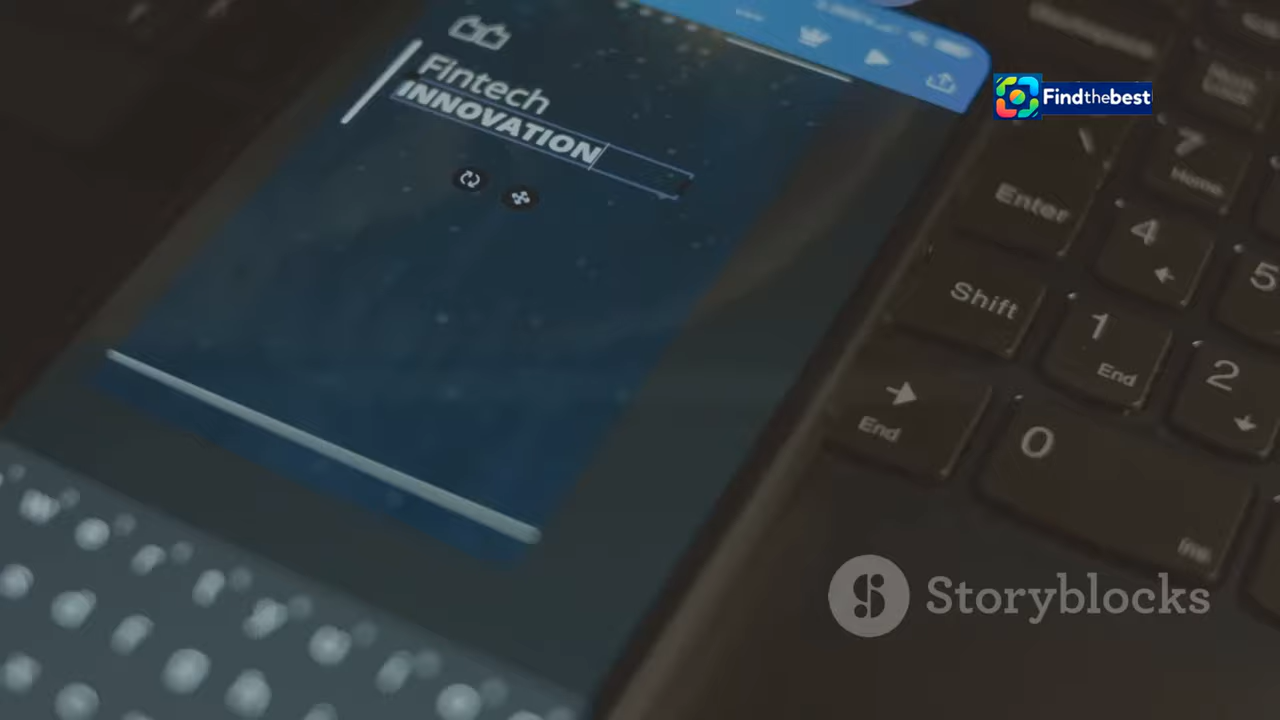 Fintech
INNOVATION
Findthebest
Enter
7
Home
4
5
Shift
1
End
2
End
0
Ins
Storyblocks